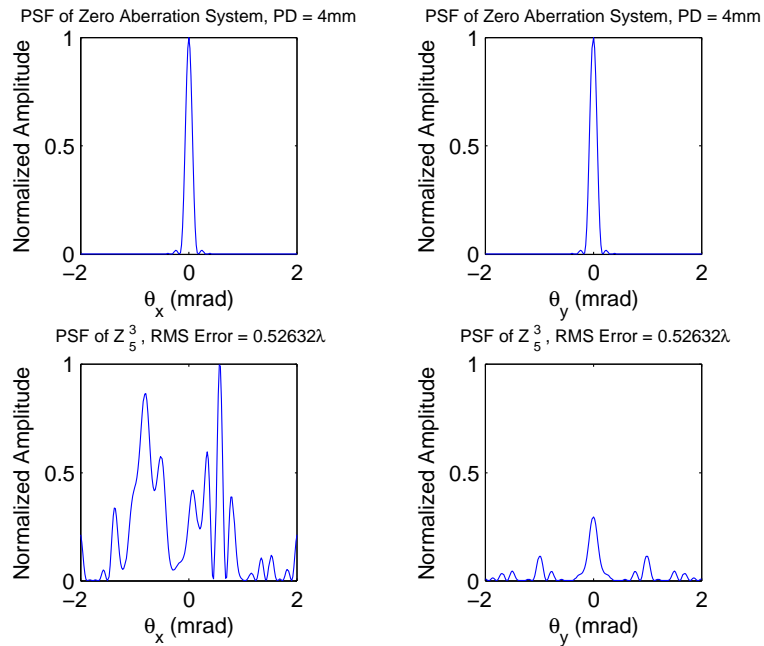 PSF of Zero Aberration System, PD = 4mm
1
0.5
0
−2
0
2
Normalized Amplitude
θx (mrad)
PSF of Zero Aberration System, PD = 4mm
1
0.5
0
−2
0
2
Normalized Amplitude
θy (mrad)
PSF of Z 3 5 , RMS Error = 0.52632λ
1
0.5
0
−2
0
2
Normalized Amplitude
θx (mrad)
PSF of Z 3 5 , RMS Error = 0.52632λ
1
0.5
0
−2
0
2
Normalized Amplitude
θy (mrad)